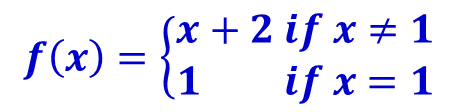 f(x) = {x + 2 if x ≠ 1
1 if x = 1